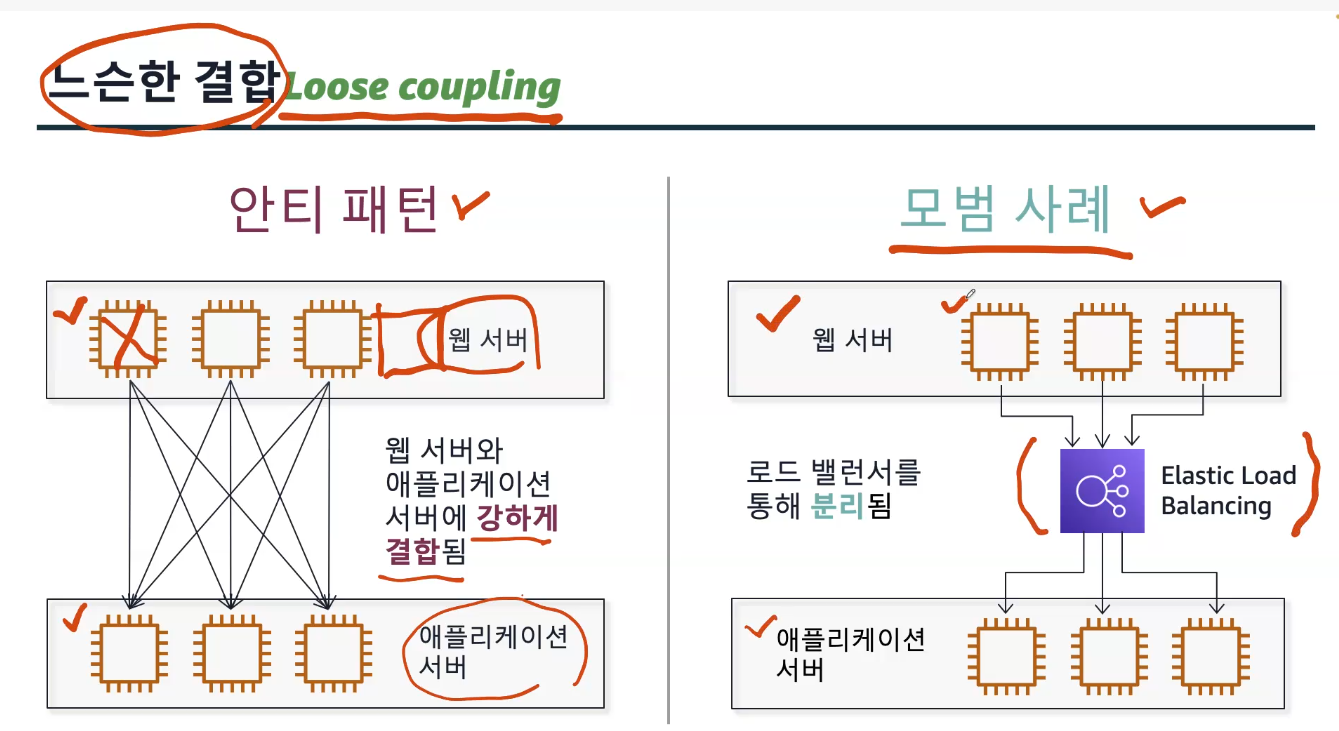 느슨한 결합 Loose coupling
안티 패턴
모범 사례
웹 서버
웹 서버와
애플리케이션
서버에 강하게
결합됨
애플리케이션
서버
웹 서버
로드 밸런서를
통해 분리됨
Elastic Load
Balancing
애플리케이션
서버